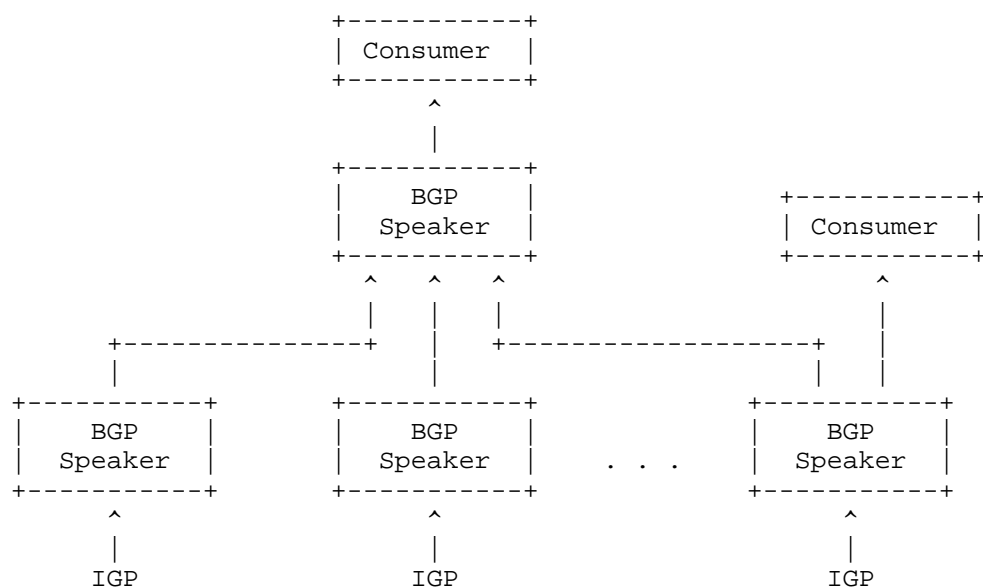 Consumer
BGP
Speaker
Consumer
BGP
Speaker
BGP
Speaker
. . .
BGP
Speaker
IGP
IGP
IGP